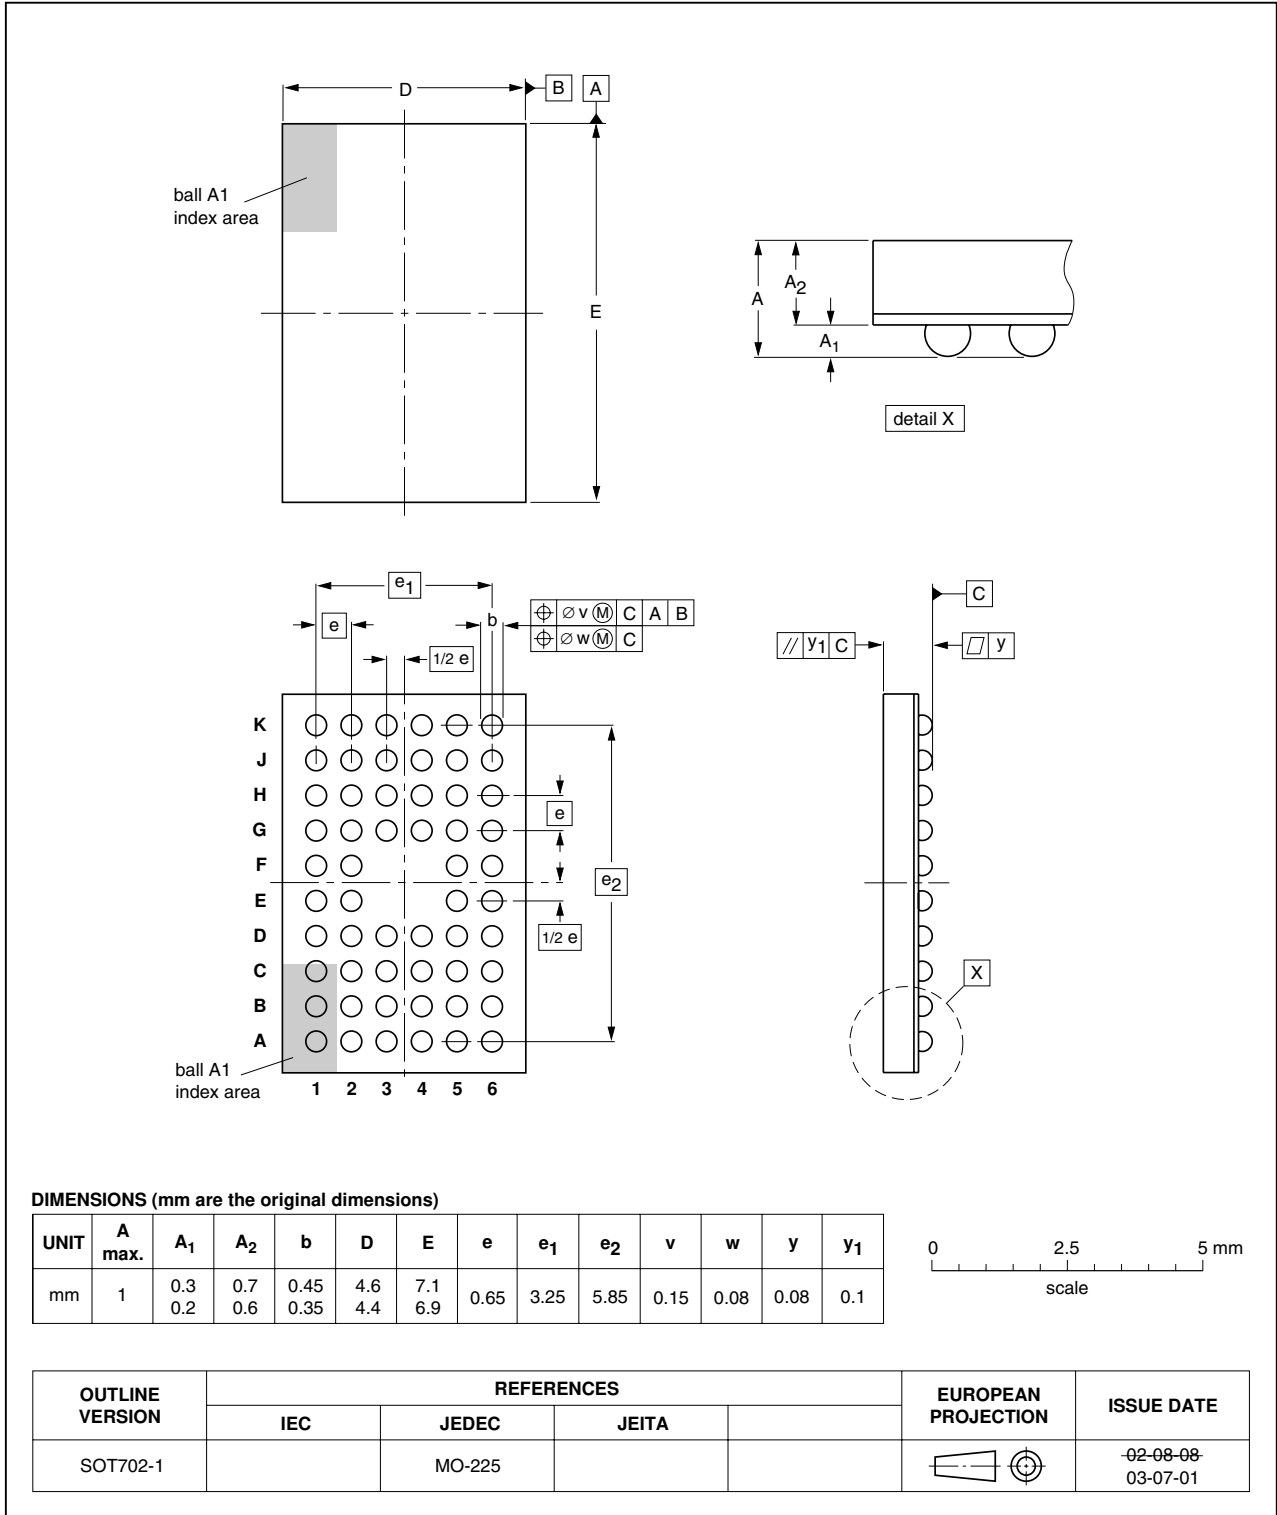 D
B
A
ball A1
index area
E
A
A2
A1
detail X
e1
e
b
⌖ ⌀ v Ⓜ C A B
⌖ ⌀ w Ⓜ C
1/2 e
C
// y1 C
⏥ y
K
J
H
G
F
E
D
C
B
A
e
e2
1/2 e
X
ball A1
index area
1 2 3 4 5 6
DIMENSIONS (mm are the original dimensions)
UNIT A max. A1 A2 b D E e e1 e2 v w y y1
mm 1 0.3 0.2 0.7 0.6 0.45 0.35 4.6 4.4 7.1 6.9 0.65 3.25 5.85 0.15 0.08 0.08 0.1
0 2.5 5 mm
scale
OUTLINE VERSION
REFERENCES
IEC JEDEC JEITA
EUROPEAN PROJECTION
ISSUE DATE
SOT702-1
MO-225
02-08-08
03-07-01